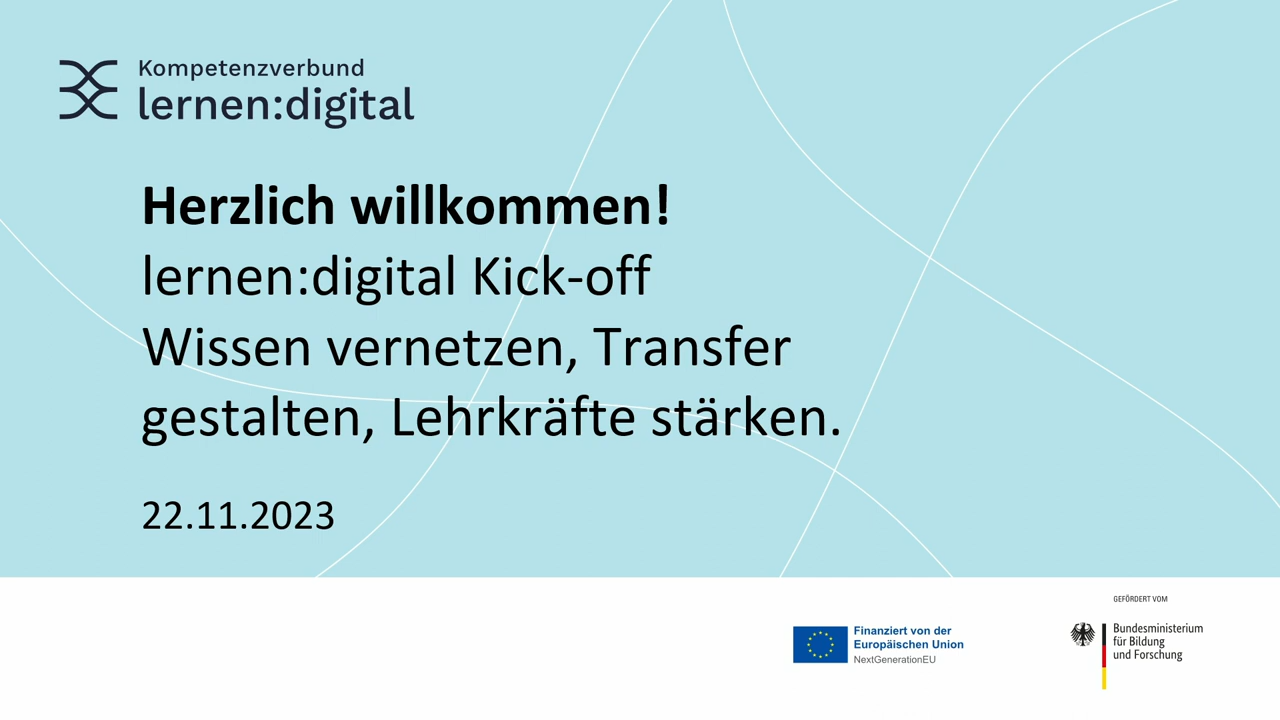 Kompetenzverbund
lernen:digital
Herzlich willkommen!
lernen:digital Kick-off
Wissen vernetzen, Transfer
gestalten, Lehrkräfte stärken.
22.11.2023
Finanziert von der
Europäischen Union
NextGenerationEU
GEFÖRDERT VOM
Bundesministerium
für Bildung
und Forschung